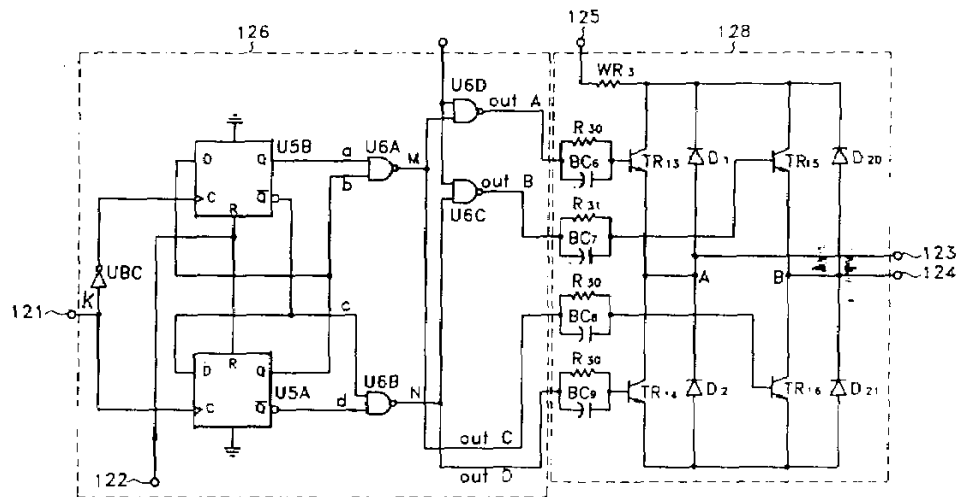 126
125
128
WR3
U6D
out A
R30
U5B
U6A
D
Q
a
M
BC6
TR13
D1
TR15
D20
b
C
Q̅
out B
R
U6C
R31
BC7
UBC
123
A
B
124
121
K
c
R30
BC8
D
R
Q
U6B
R30
C
U5A
d
N
TR14
D2
TR16
D21
Q̅
BC9
out C
122
out D